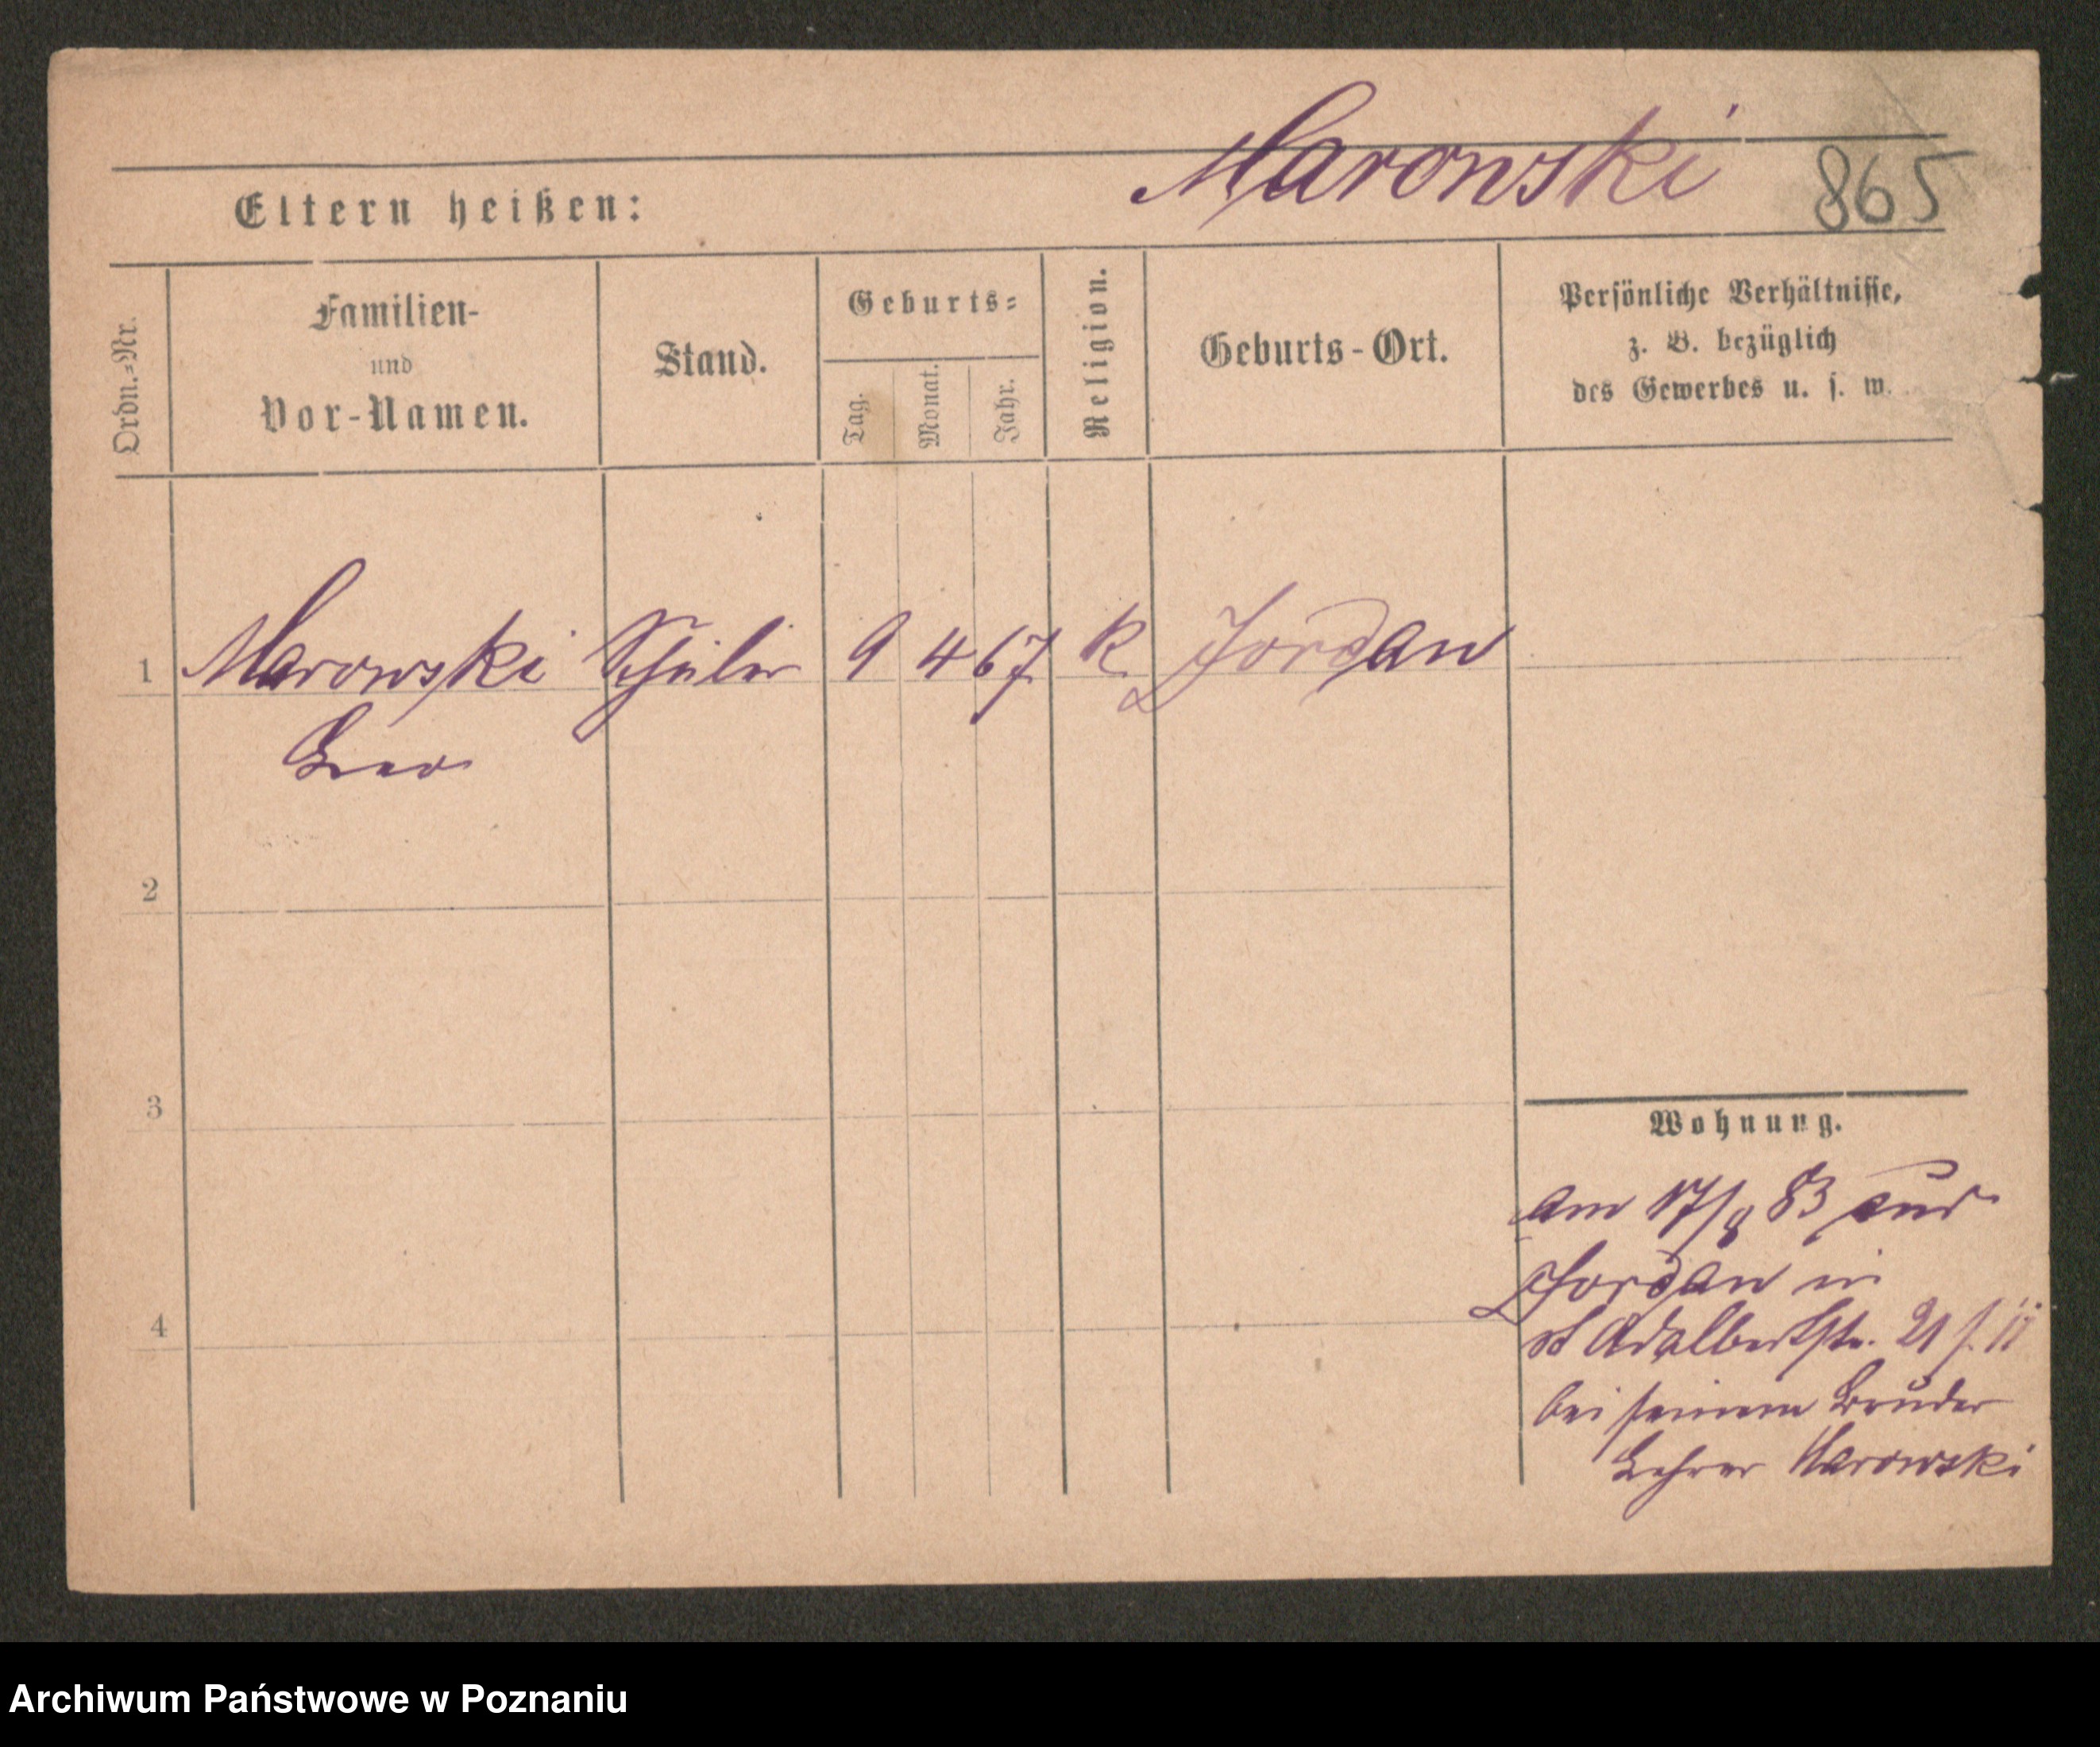 Marowski 865
Eltern heißen:
Ordn.-Nr.
Familien-
und
Vor-Namen.
Stand.
Geburts-
Tag.
Monat.
Jahr.
Religion.
Geburts-Ort.
Persönliche Verhältnisse,
z. B. bezüglich
des Gewerbes u. s. w.
1 Marowski Schüler 9 4 67 K Jordan
Leo
2
3
4
Wohnung.
Am 17/8 83 aus
Jordan in
St Adalbertstr. 21 f. II
bei seinem Bruder
Lehrer Marowski
Archiwum Państwowe w Poznaniu